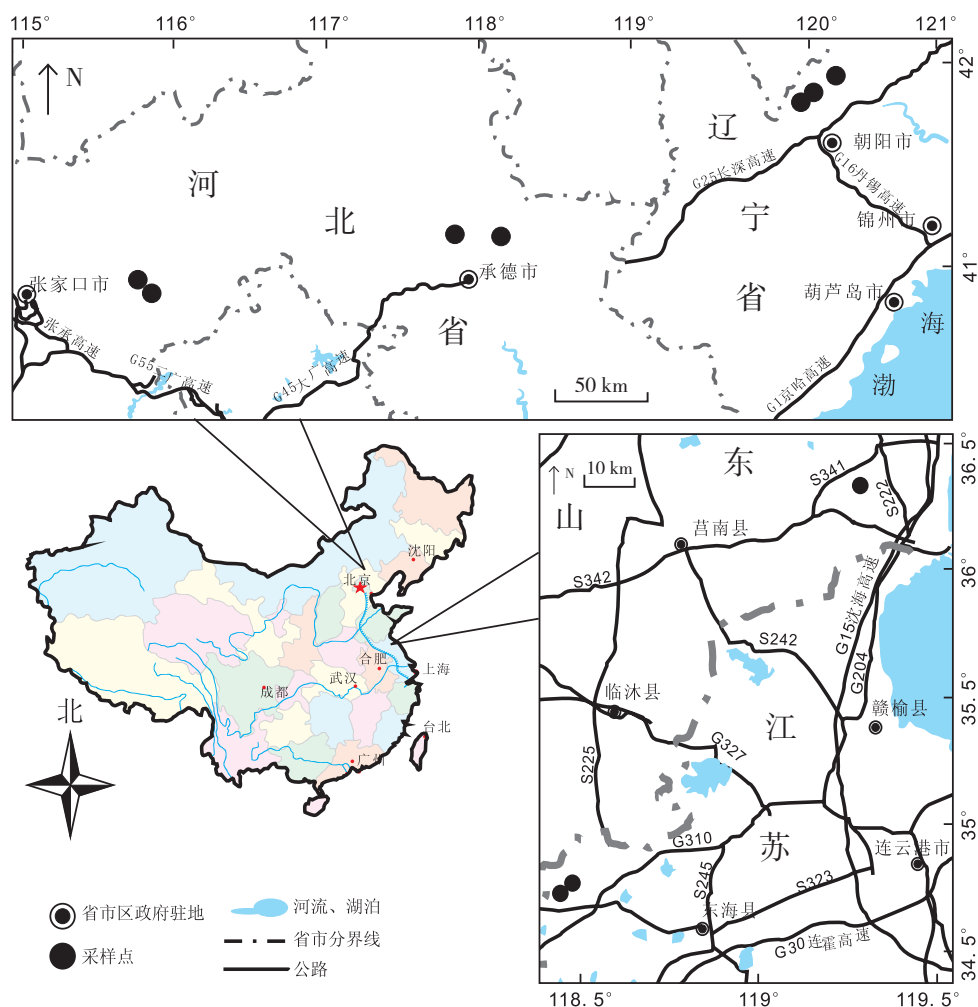 115° 116° 117° 118° 119° 120° 121°
N
42°
辽
朝阳市
河
G25长深高速
G16丹锡高速
宁
北
锦州市
41°
承德市
张家口市
省
葫芦岛市
省
海
张承高速
G55二广高速
G45大广高速
50 km
G1京哈高速
渤
36.5°
N
10 km
东
S341
S222
山
莒南县
沈阳
36°
北京
S342
G15沈海高速
S242
合肥
上海
G204
武汉
成都
35.5°
临沭县
赣榆县
北
江
台北
G327
S225
广州
35°
G310
苏
连云港市
S245
S323
省市区政府驻地
河流、湖泊
东海县
省市分界线
G30连霍高速
采样点
公路
34.5°
118.5° 119° 119.5°